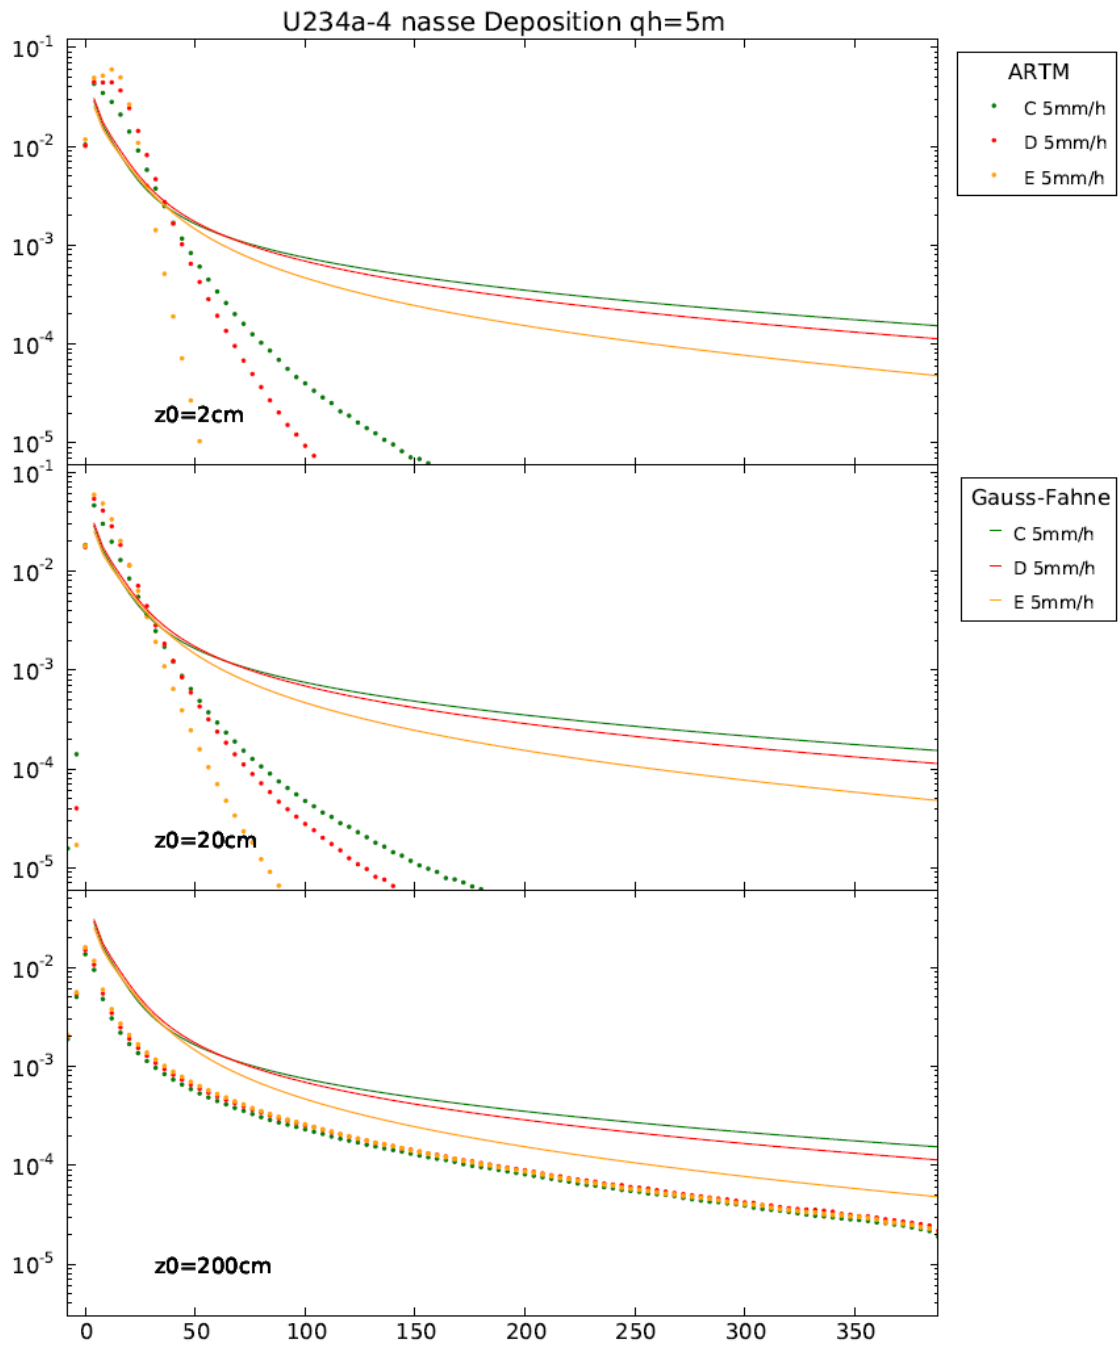 U234a-4 nasse Deposition qh=5m
10^-1
10^-2
10^-3
10^-4
10^-5
z0=2cm
ARTM
C 5mm/h
D 5mm/h
E 5mm/h
10^-1
10^-2
10^-3
10^-4
10^-5
z0=20cm
Gauss-Fahne
C 5mm/h
D 5mm/h
E 5mm/h
10^-2
10^-3
10^-4
10^-5
z0=200cm
0 50 100 150 200 250 300 350